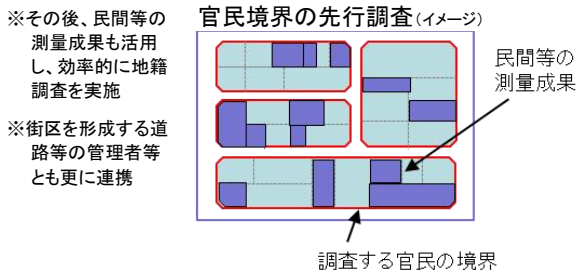 ※その後、民間等の
測量成果も活用
し、効率的に地籍
調査を実施
※街区を形成する道
路等の管理者等
とも更に連携
官民境界の先行調査(イメージ)
民間等の
測量成果
調査する官民の境界